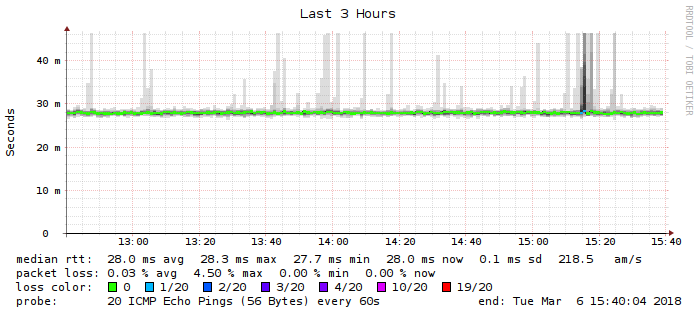 Last 3 Hours
RRDTOOL / TOBI OETIKER
Seconds
40 m
30 m
20 m
10 m
0
13:00 13:20 13:40 14:00 14:20 14:40 15:00 15:20 15:40
median rtt: 28.0 ms avg 28.3 ms max 27.7 ms min 28.0 ms now 0.1 ms sd 218.5 am/s
packet loss: 0.03 % avg 4.50 % max 0.00 % min 0.00 % now
loss color: 0 1/20 2/20 3/20 4/20 10/20 19/20
probe: 20 ICMP Echo Pings (56 Bytes) every 60s end: Tue Mar 6 15:40:04 2018